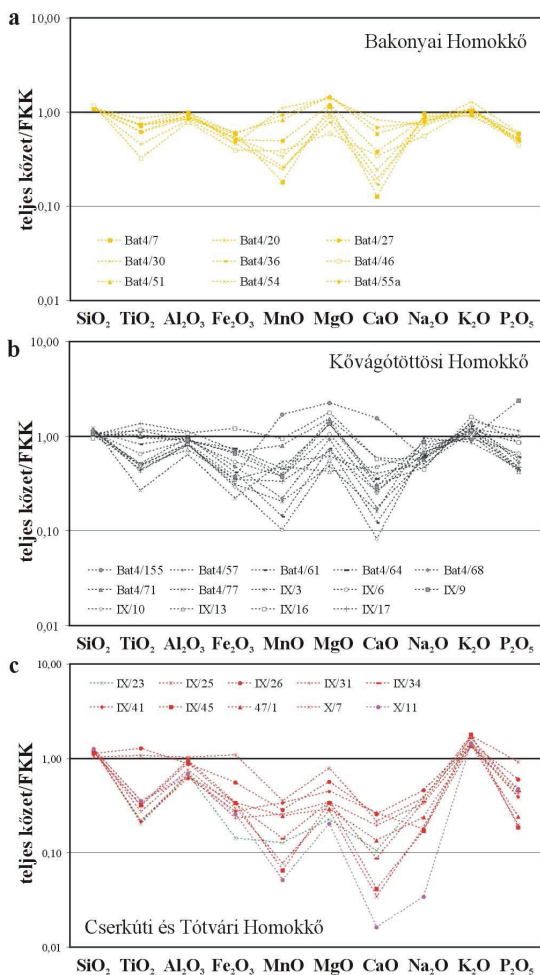 a
10,00
Bakonyai Homokkő
1,00
teljes kőzet/FKK
0,10
Bat4/7 Bat4/20 Bat4/27
Bat4/30 Bat4/36 Bat4/46
Bat4/51 Bat4/54 Bat4/55a
0,01
SiO₂ TiO₂ Al₂O₃ Fe₂O₃ MnO MgO CaO Na₂O K₂O P₂O₅
b
10,00
Kővágótöttösi Homokkő
1,00
teljes kőzet/FKK
0,10
Bat4/155 Bat4/57 Bat4/61 Bat4/64 Bat4/68
Bat4/71 Bat4/77 IX/3 IX/6 IX/9
IX/10 IX/13 IX/16 IX/17
0,01
SiO₂ TiO₂ Al₂O₃ Fe₂O₃ MnO MgO CaO Na₂O K₂O P₂O₅
c
10,00
IX/23 IX/25 IX/26 IX/31 IX/34
IX/41 IX/45 47/1 X/7 X/11
1,00
teljes kőzet/FKK
0,10
Cserkúti és Tótvári Homokkő
0,01
SiO₂ TiO₂ Al₂O₃ Fe₂O₃ MnO MgO CaO Na₂O K₂O P₂O₅